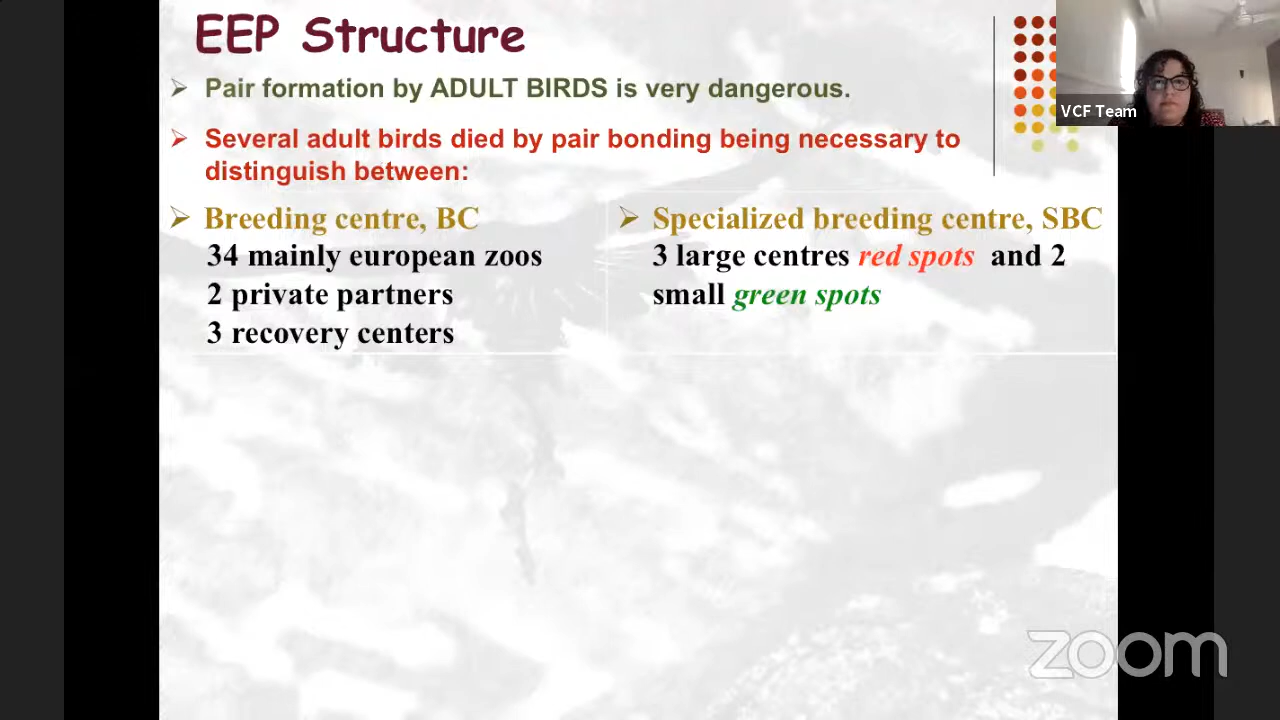 EEP Structure
Pair formation by ADULT BIRDS is very dangerous.
Several adult birds died by pair bonding being necessary to
distinguish between:
Breeding centre, BC
34 mainly european zoos
2 private partners
3 recovery centers
Specialized breeding centre, SBC
3 large centres red spots and 2
small green spots
VCF Team
zoom